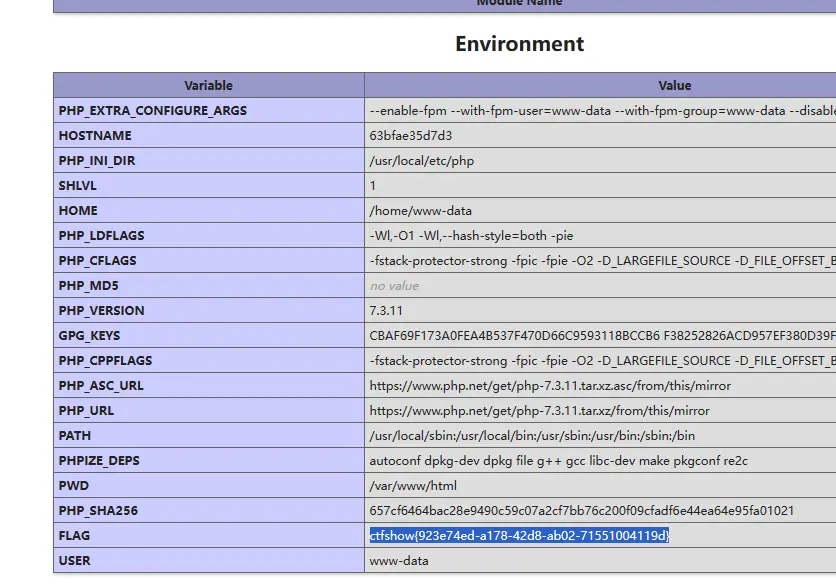 Module Name
Environment
Variable Value
PHP_EXTRA_CONFIGURE_ARGS --enable-fpm --with-fpm-user=www-data --with-fpm-group=www-data --disable
HOSTNAME 63bfae35d7d3
PHP_INI_DIR /usr/local/etc/php
SHLVL 1
HOME /home/www-data
PHP_LDFLAGS -Wl,-O1 -Wl,--hash-style=both -pie
PHP_CFLAGS -fstack-protector-strong -fpic -fpie -O2 -D_LARGEFILE_SOURCE -D_FILE_OFFSET_B
PHP_MD5 no value
PHP_VERSION 7.3.11
GPG_KEYS CBAF69F173A0FEA4B537F470D66C9593118BCCB6 F38252826ACD957EF380D39F
PHP_CPPFLAGS -fstack-protector-strong -fpic -fpie -O2 -D_LARGEFILE_SOURCE -D_FILE_OFFSET_B
PHP_ASC_URL https://www.php.net/get/php-7.3.11.tar.xz.asc/from/this/mirror
PHP_URL https://www.php.net/get/php-7.3.11.tar.xz/from/this/mirror
PATH /usr/local/sbin:/usr/local/bin:/usr/sbin:/usr/bin:/sbin:/bin
PHPIZE_DEPS autoconf dpkg-dev dpkg file g++ gcc libc-dev make pkgconf re2c
PWD /var/www/html
PHP_SHA256 657cf6464bac28e9490c59c07a2cf7bb76c200f09cfadf6e44ea64e95fa01021
FLAG ctfshow{923e74ed-a178-42d8-ab02-71551004119d}
USER www-data